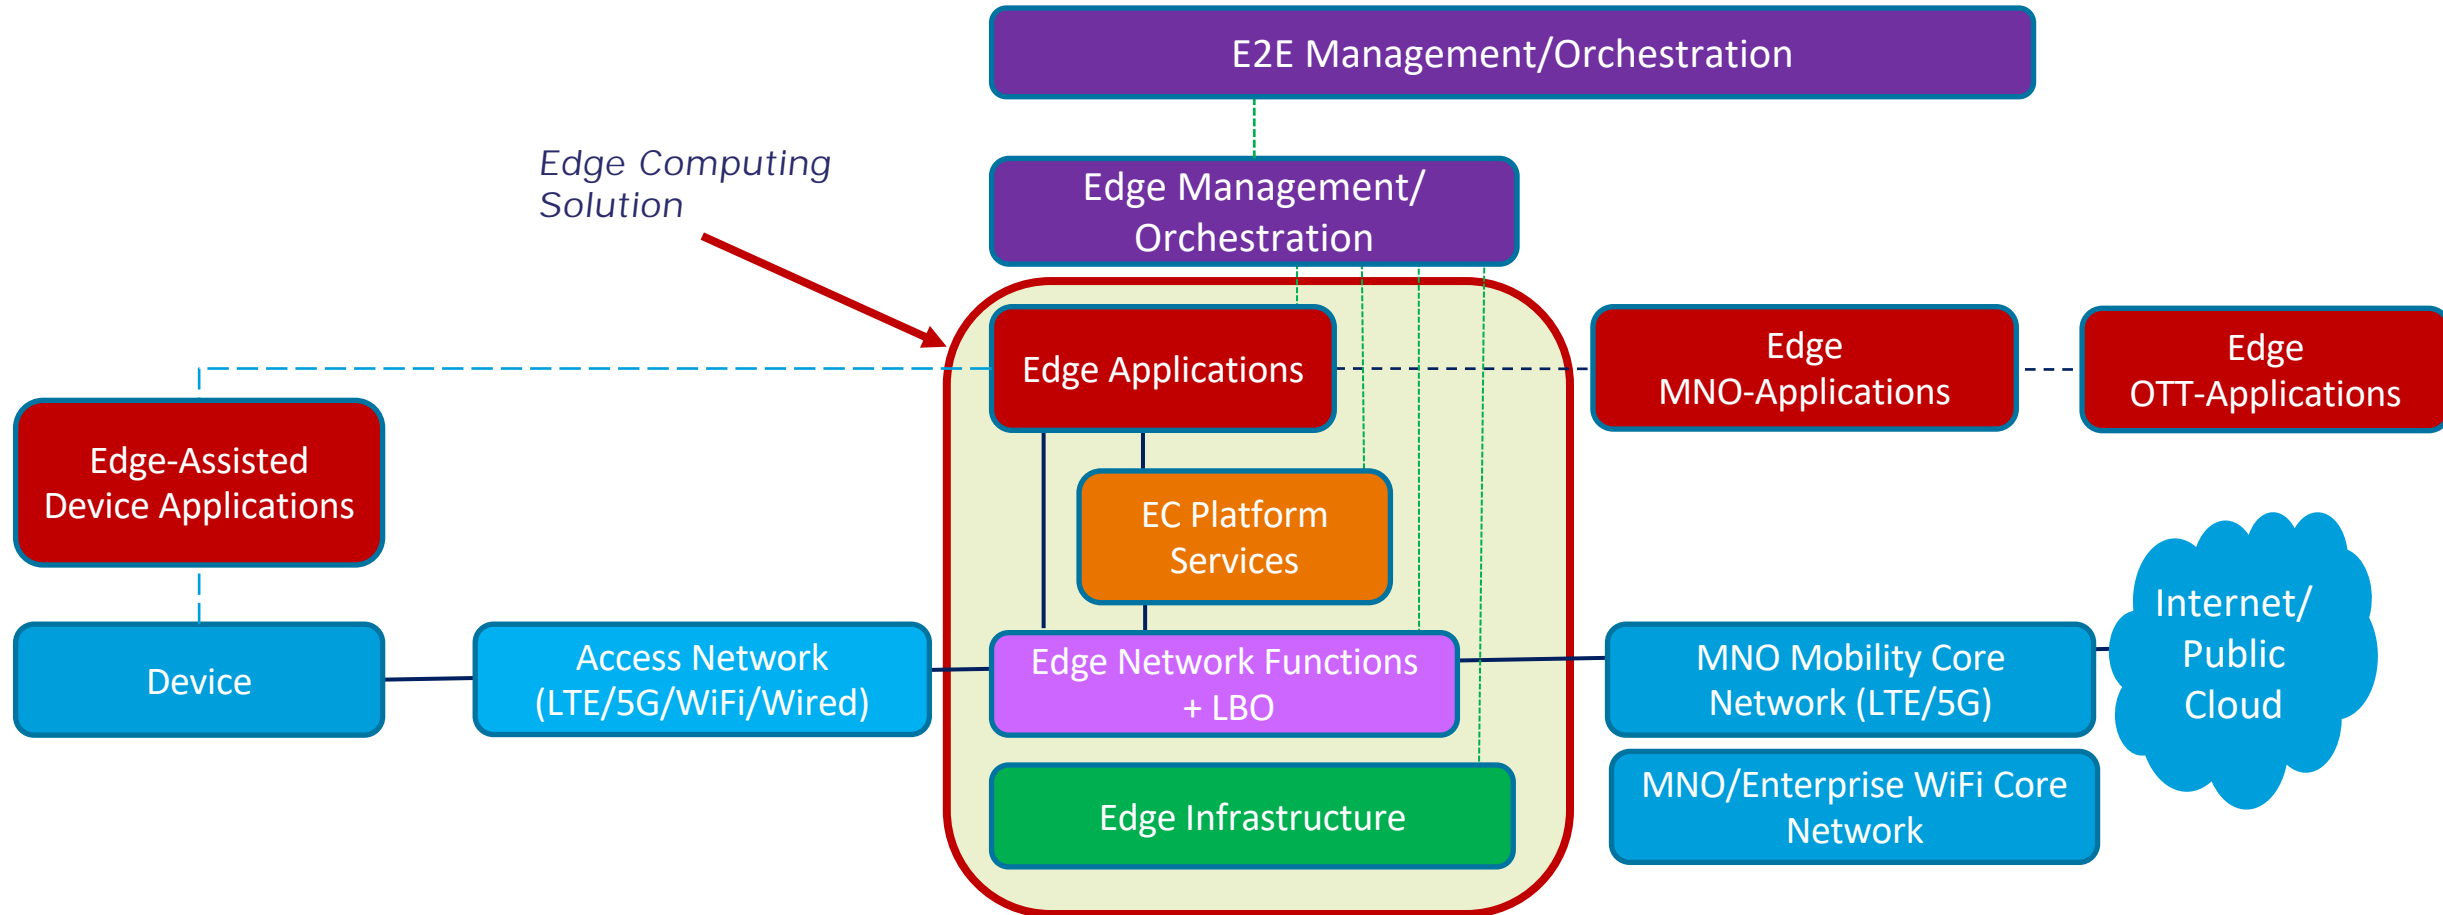 E2E Management/Orchestration
Edge Computing
Solution
Edge Management/
Orchestration
Edge Applications
Edge
MNO-Applications
Edge
OTT-Applications
Edge-Assisted
Device Applications
EC Platform
Services
Device
Access Network
(LTE/5G/WiFi/Wired)
Edge Network Functions
+ LBO
MNO Mobility Core
Network (LTE/5G)
Internet/
Public
Cloud
Edge Infrastructure
MNO/Enterprise WiFi Core
Network